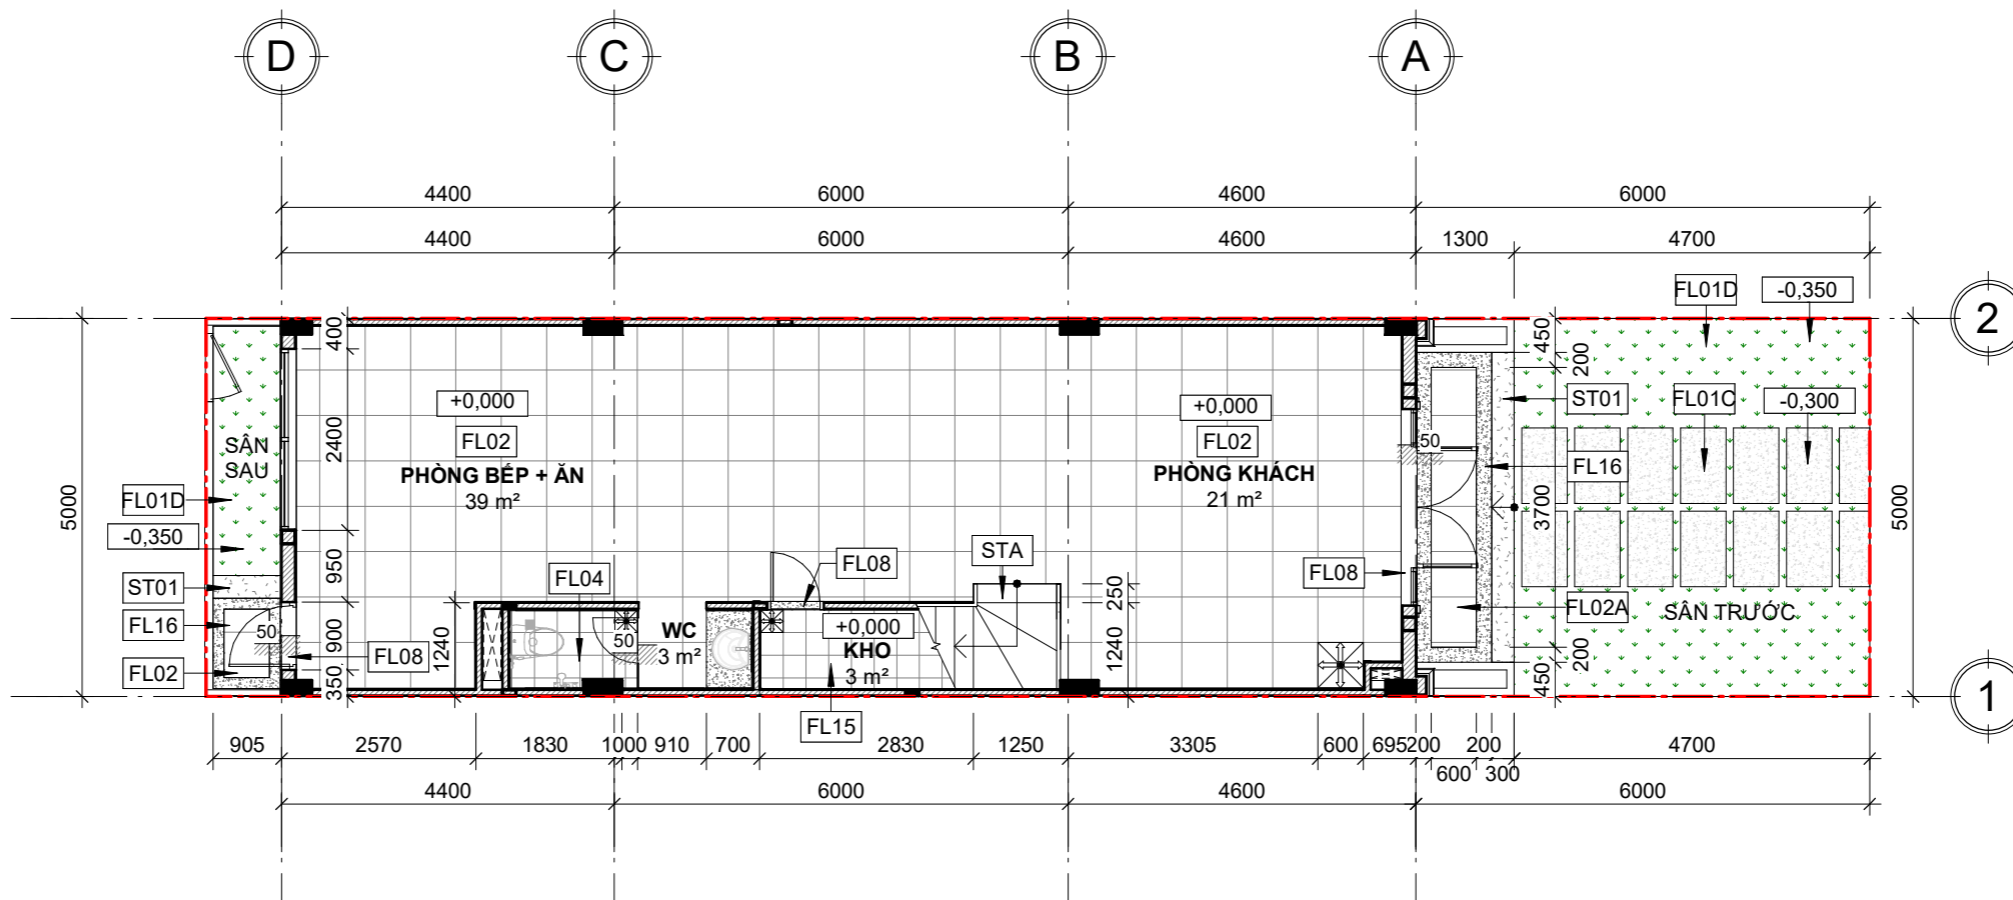 D
C
B
A
4400
6000
4600
6000
4400
6000
4600
1300
4700
FL01D
-0,350
2
400
450
200
+0,000
FL02
PHÒNG BẾP + ĂN
39 m²
+0,000
FL02
PHÒNG KHÁCH
21 m²
ST01
FL01C
-0,300
50
FL16
2400
SÂN
SAU
FL01D
-0,350
5000
3700
5000
950
FL04
FL08
STA
FL08
ST01
FL16
FL02
50
FL08
900
350
1240
50
WC
3 m²
+0,000
KHO
3 m²
250
1240
FL02A
SÂN TRƯỚC
200
450
1
FL15
905
2570
1830
1000
910
700
2830
1250
3305
600
695
200
200
4700
600
300
4400
6000
4600
6000